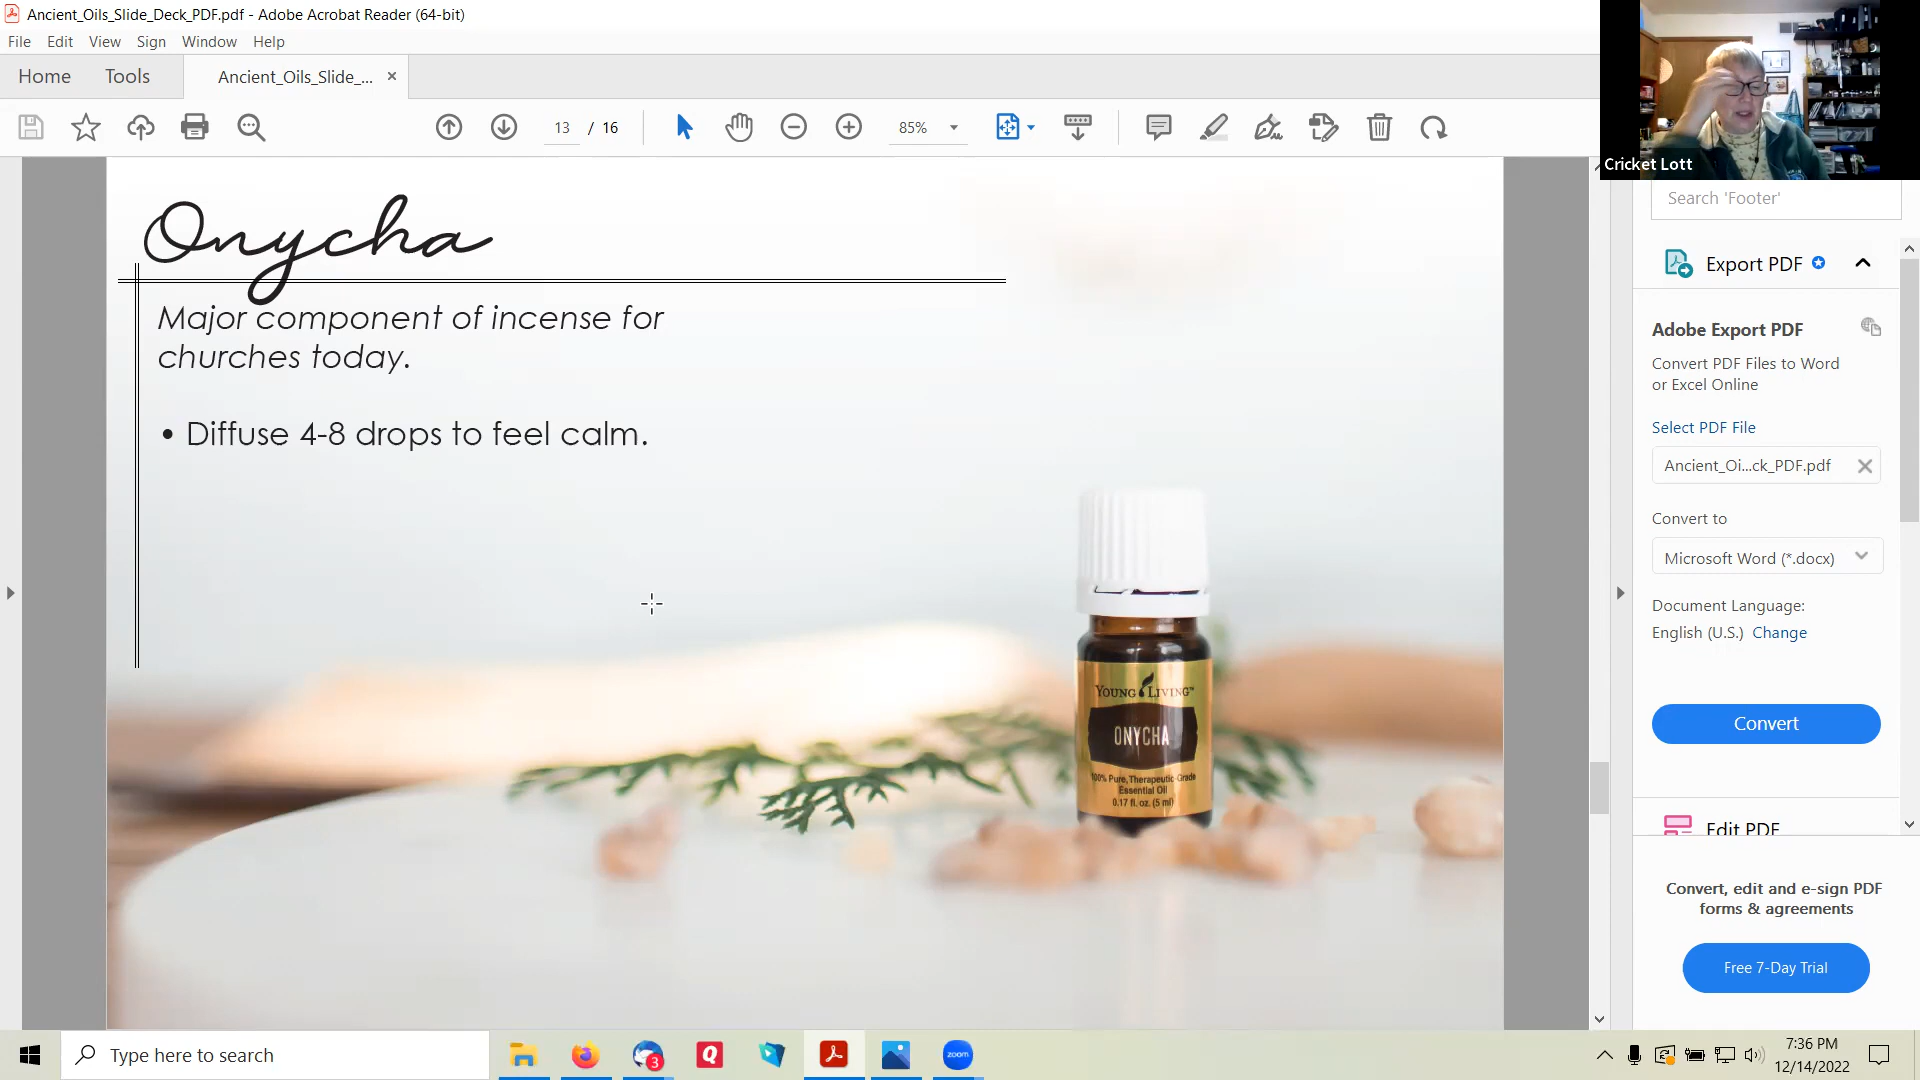 Ancient_Oils_Slide_Deck_PDF.pdf - Adobe Acrobat Reader (64-bit)
File Edit View Sign Window Help
Home Tools Ancient_Oils_Slide_... ×
13 / 16 85%
Cricket Lott
Onycha
Major component of incense for
churches today.
• Diffuse 4-8 drops to feel calm.
YOUNG LIVING™
ONYCHA
100% Pure, Therapeutic-Grade
Essential Oil
0.17 fl. oz. (5 ml)
Search 'Footer'
Export PDF
Adobe Export PDF
Convert PDF Files to Word
or Excel Online
Select PDF File
Ancient_Oi...ck_PDF.pdf
Convert to
Microsoft Word (*.docx)
Document Language:
English (U.S.) Change
Convert
Edit PDF
Convert, edit and e-sign PDF
forms & agreements
Free 7-Day Trial
Type here to search
3
Q
zoom
7:36 PM
12/14/2022